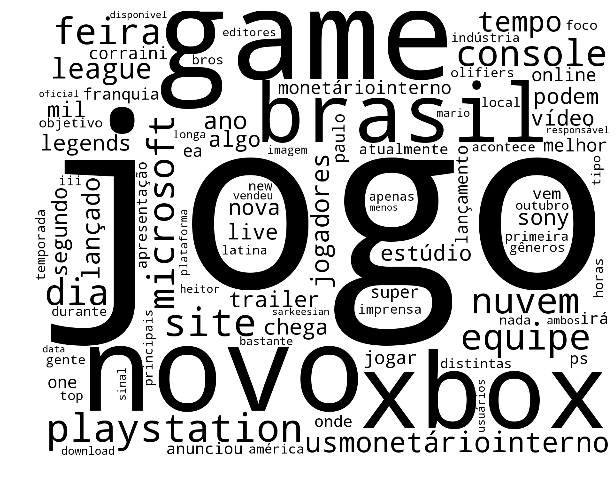 disponível
feira
game
editores
tempo
foco
corraini
bros
indústria
console
league
olifiers
online
oficial
franquia
monetáriointerno
podem
mil
brasil
local
vídeo
objetivo
ano
longa
mario
responsável
legends
ea
algo
imagem
paulo
atualmente
acontece
melhor
jogo
iii
segundo
lançado
apresentação
microsoft
new
vendeu
nova
live
latina
jogadores
apenas
menos
lançamento
estúdio
vem
outubro
sony
primeira
gêneros
tipo
temporada
plataforma
heitor
dia
durante
trailer
super
imprensa
nuvem
horas
principais
site
sarkeesian
chega
bastante
nada
ambos
irá
equipe
data
gente
novo
jogar
distintas
ps
one
top
sinal
xbox
usuários
playstation
onde
download
anunciou
américa
usmonetáriointerno